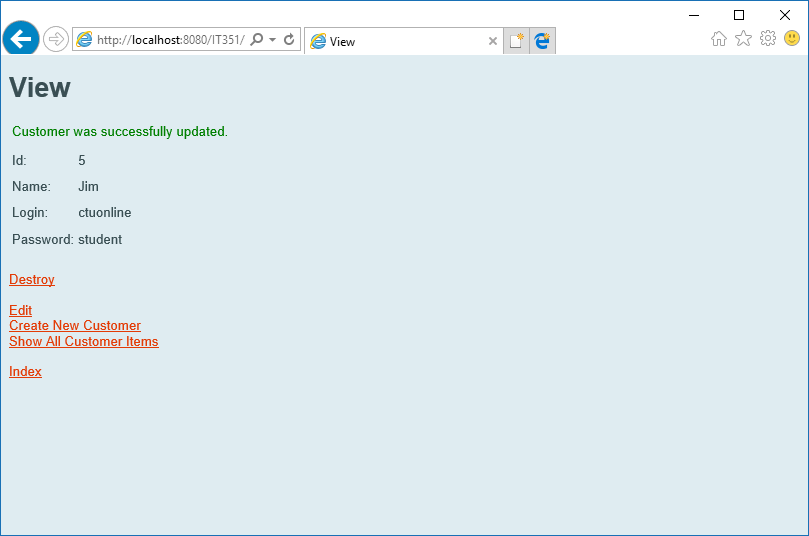 http://localhost:8080/IT351/
View
View
Customer was successfully updated.
Id: 5
Name: Jim
Login: ctuonline
Password: student
Destroy
Edit
Create New Customer
Show All Customer Items
Index